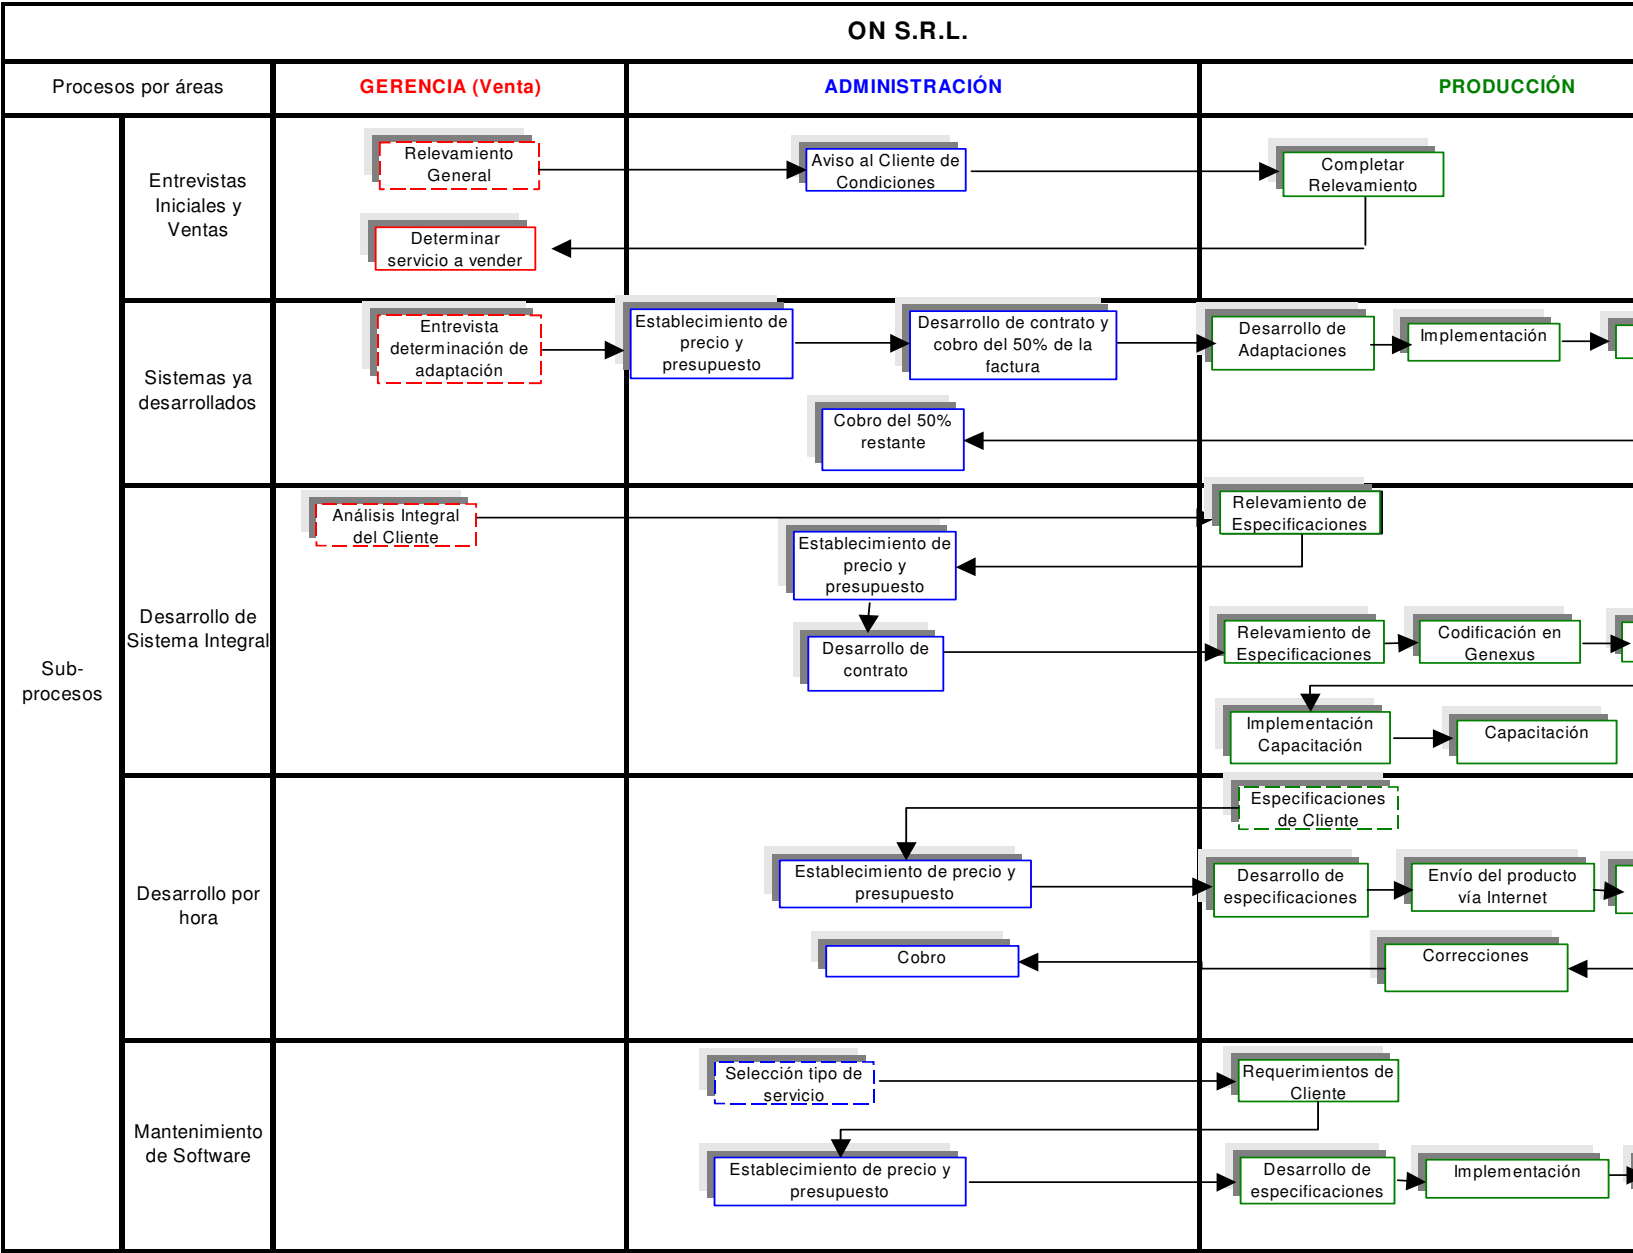 ON S.R.L.
Procesos por áreas
GERENCIA (Venta)
ADMINISTRACIÓN
PRODUCCIÓN
Sub-
procesos
Entrevistas
Iniciales y
Ventas
Relevamiento
General
Aviso al Cliente de
Condiciones
Completar
Relevamiento
Determinar
servicio a vender
Sistemas ya
desarrollados
Entrevista
determinación de
adaptación
Establecimiento de
precio y
presupuesto
Desarrollo de contrato y
cobro del 50% de la
factura
Desarrollo de
Adaptaciones
Implementación
Cobro del 50%
restante
Desarrollo de
Sistema Integral
Análisis Integral
del Cliente
Relevamiento de
Especificaciones
Establecimiento de
precio y
presupuesto
Desarrollo de
contrato
Relevamiento de
Especificaciones
Codificación en
Genexus
Implementación
Capacitación
Capacitación
Desarrollo por
hora
Especificaciones
de Cliente
Establecimiento de precio y
presupuesto
Desarrollo de
especificaciones
Envío del producto
vía Internet
Cobro
Correcciones
Mantenimiento
de Software
Selección tipo de
servicio
Requerimientos de
Cliente
Establecimiento de precio y
presupuesto
Desarrollo de
especificaciones
Implementación